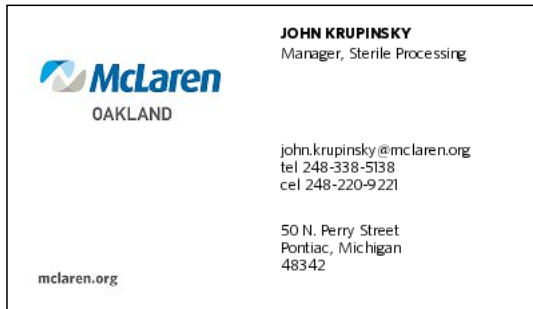 McLaren
OAKLAND
mclaren.org
JOHN KRUPINSKY
Manager, Sterile Processing
john.krupinsky@mclaren.org
tel 248-338-5138
cel 248-220-9221
50 N. Perry Street
Pontiac, Michigan
48342